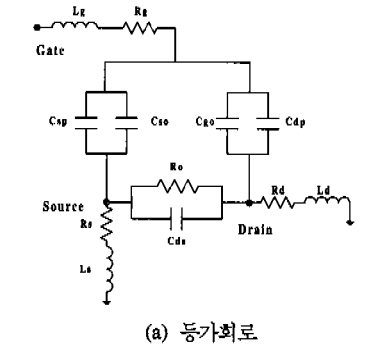 Lg Rg
Gate
Csp Cso Cgo Cdp
Ro
Source Rd Ld
Rs Cds Drain
Ls
(a) 등가회로